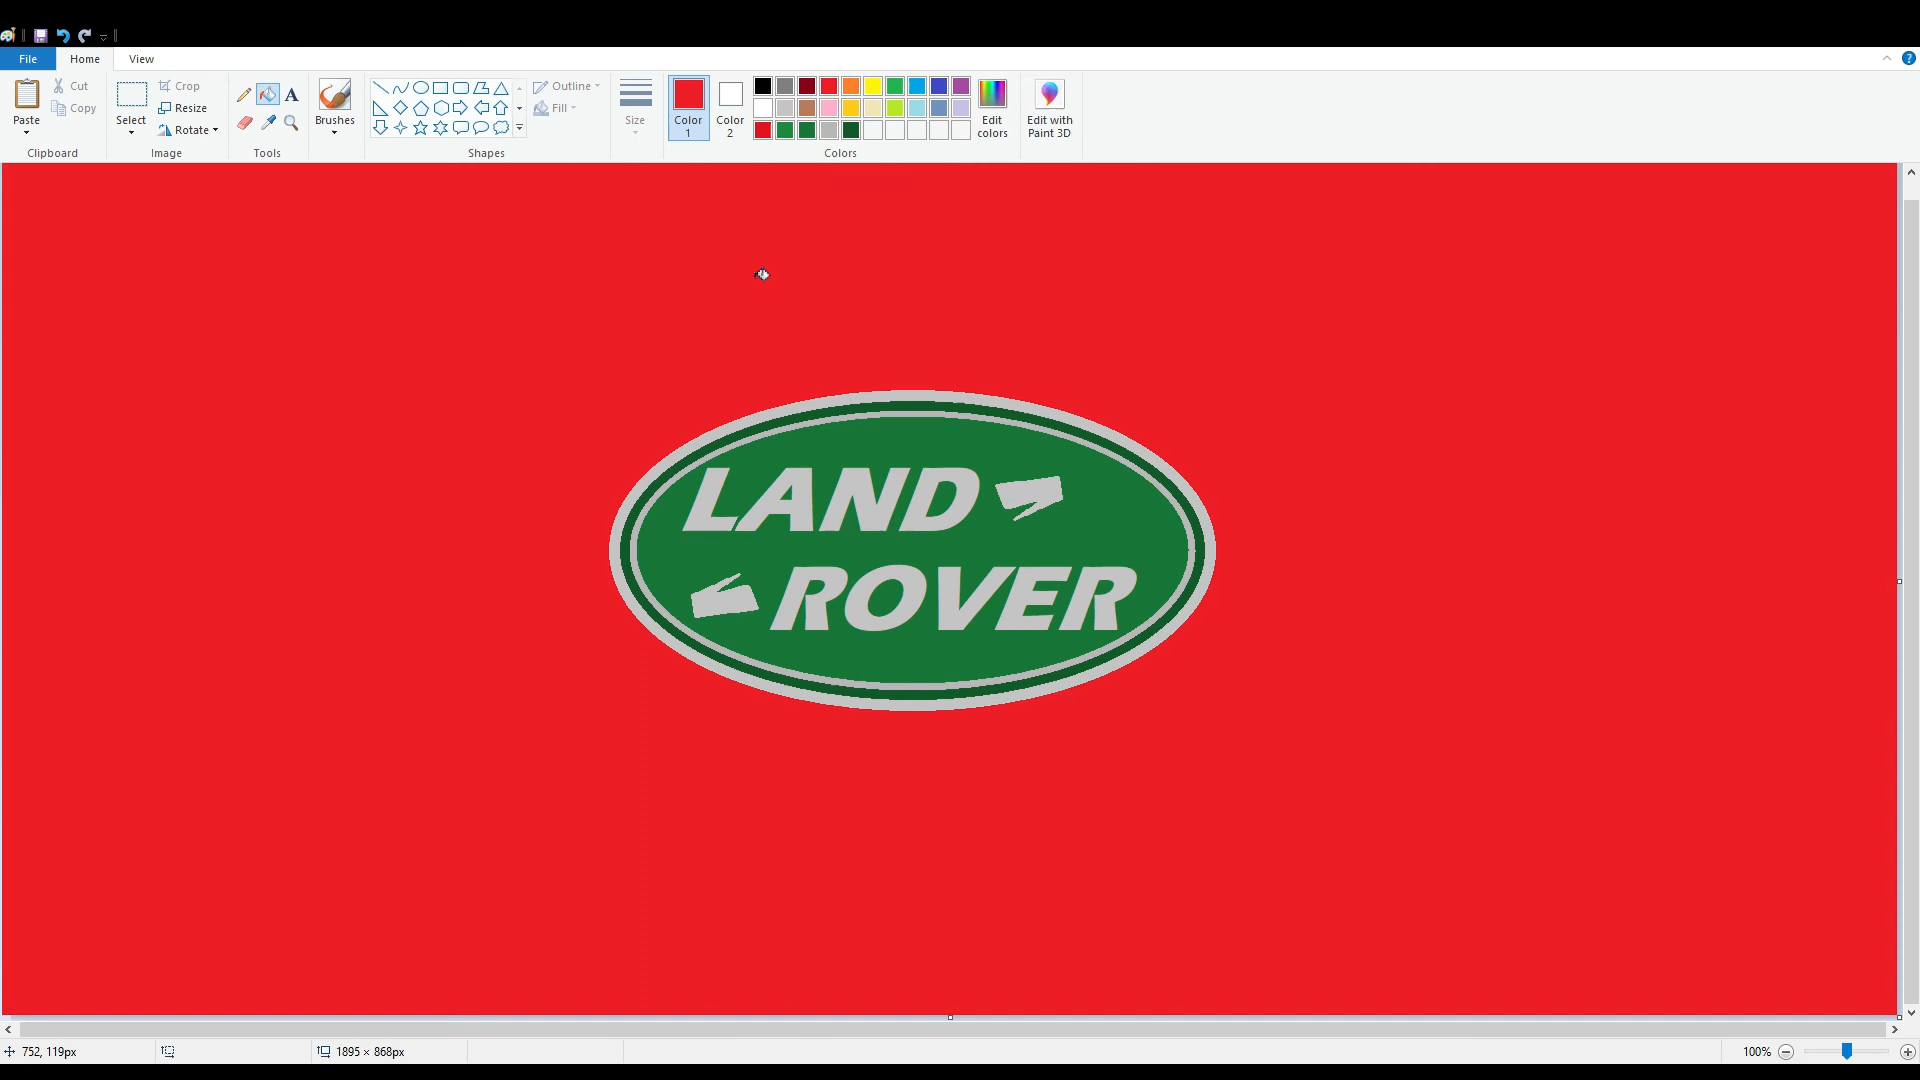 File Home View
Paste
Cut
Copy
Clipboard
Select
Crop
Resize
Rotate
Image
A
Tools
Brushes
Outline
Fill
Shapes
Size
Color 1
Color 2
Colors
Edit colors
Edit with Paint 3D
?
LAND
ROVER
752, 119px
1895 × 868px
100%